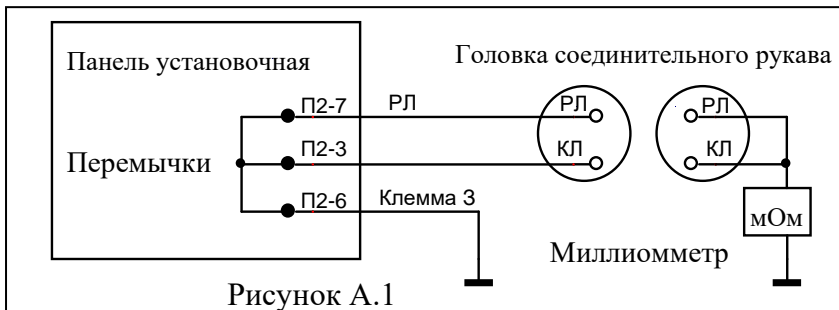 Панель установочная
Головка соединительного рукава
П2-7
РЛ
РЛ
РЛ
Перемычки
П2-3
КЛ
КЛ
П2-6
Клемма 3
мОм
Миллиомметр
Рисунок А.1